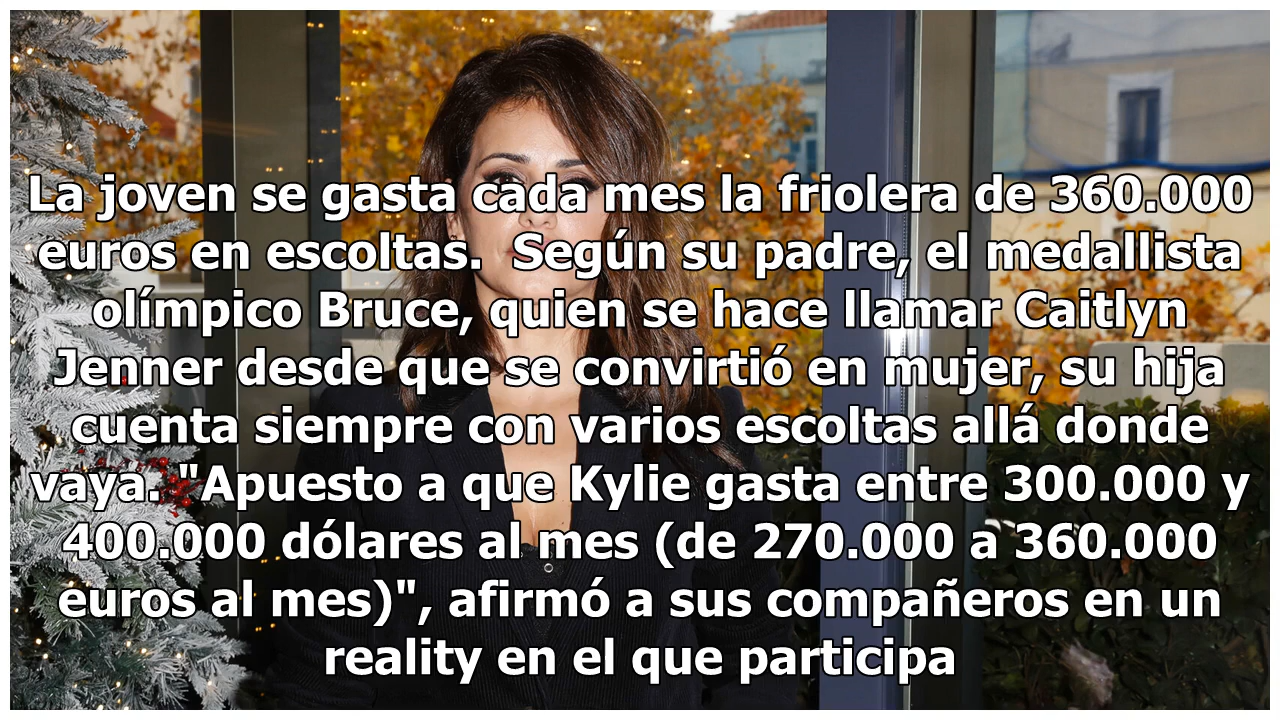 La joven se gasta cada mes la friolera de 360.000
euros en escoltas.  Según su padre, el medallista
olímpico Bruce, quien se hace llamar Caitlyn
Jenner desde que se convirtió en mujer, su hija
cuenta siempre con varios escoltas allá donde
vaya. "Apuesto a que Kylie gasta entre 300.000 y
400.000 dólares al mes (de 270.000 a 360.000
euros al mes)", afirmó a sus compañeros en un
reality en el que participa